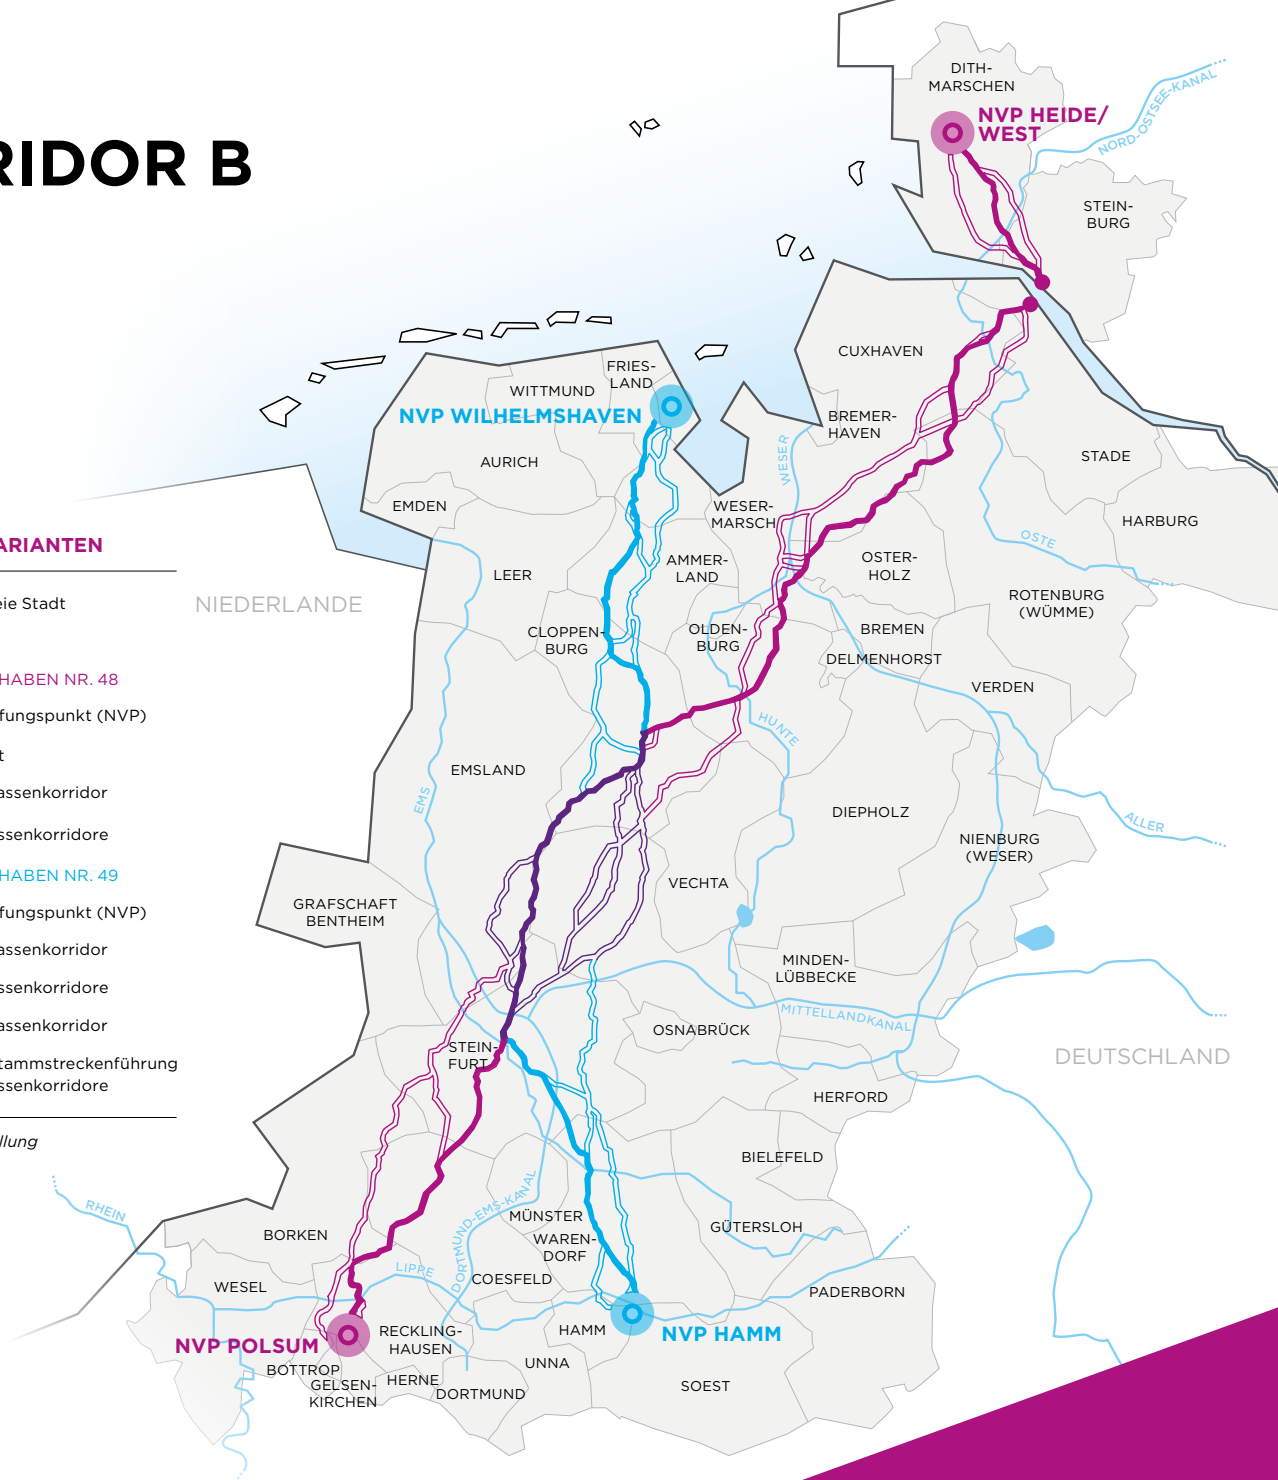 RIDOR B
ARIANTEN
eie Stadt
HABEN NR. 48
fungspunkt (NVP)
t
assenkorridor
ssenkorridore
HABEN NR. 49
fungspunkt (NVP)
assenkorridor
ssenkorridore
assenkorridor
tammstreckenführung
ssenkorridore
llung
NIEDERLANDE
DEUTSCHLAND
DITH-
MARSCHEN
NVP HEIDE/
WEST
NORD-OSTSEE-KANAL
STEIN-
BURG
CUXHAVEN
FRIES-
LAND
WITTMUND
NVP WILHELMSHAVEN
BREMER-
HAVEN
AURICH
WESER
STADE
EMDEN
WESER-
MARSCH
HARBURG
OSTE
LEER
AMMER-
LAND
OSTER-
HOLZ
ROTENBURG
(WÜMME)
CLOPPEN-
BURG
OLDEN-
BURG
BREMEN
DELMENHORST
VERDEN
HUNTE
EMSLAND
EMS
DIEPHOLZ
ALLER
NIENBURG
(WESER)
VECHTA
GRAFSCHAFT
BENTHEIM
MINDEN-
LÜBBECKE
MITTELLANDKANAL
OSNABRÜCK
STEIN-
FURT
HERFORD
BIELEFELD
RHEIN
DORTMUND-EMS-KANAL
MÜNSTER
GÜTERSLOH
BORKEN
WAREN-
DORF
LIPPE
COESFELD
WESEL
PADERBORN
NVP POLSUM
RECKLING-
HAUSEN
HAMM
NVP HAMM
UNNA
BOTTROP
GELSEN-
KIRCHEN
HERNE
DORTMUND
SOEST